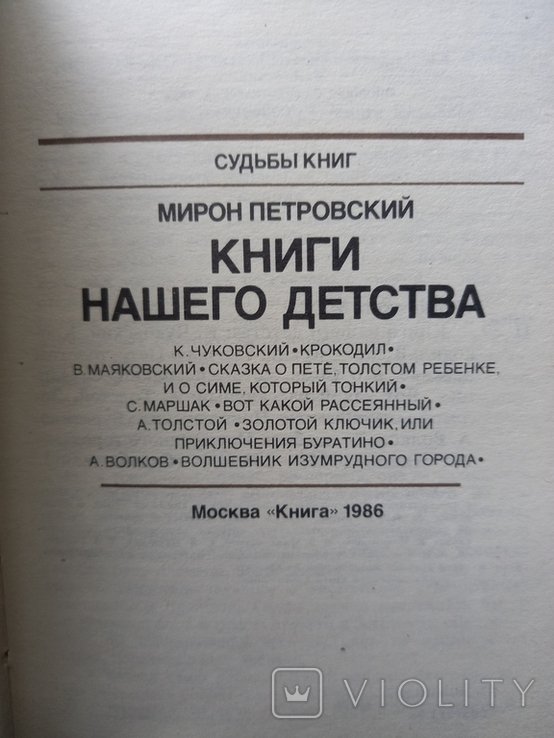 СУДЬБЫ КНИГ
МИРОН ПЕТРОВСКИЙ
КНИГИ
НАШЕГО ДЕТСТВА
К. ЧУКОВСКИЙ•КРОКОДИЛ•
В. МАЯКОВСКИЙ•СКАЗКА О ПЕТЕ, ТОЛСТОМ РЕБЕНКЕ,
И О СИМЕ, КОТОРЫЙ ТОНКИЙ•
С. МАРШАК•ВОТ КАКОЙ РАССЕЯННЫЙ•
А. ТОЛСТОЙ•ЗОЛОТОЙ КЛЮЧИК, ИЛИ
ПРИКЛЮЧЕНИЯ БУРАТИНО•
А. ВОЛКОВ•ВОЛШЕБНИК ИЗУМРУДНОГО ГОРОДА•
Москва «Книга» 1986
VIOLITY